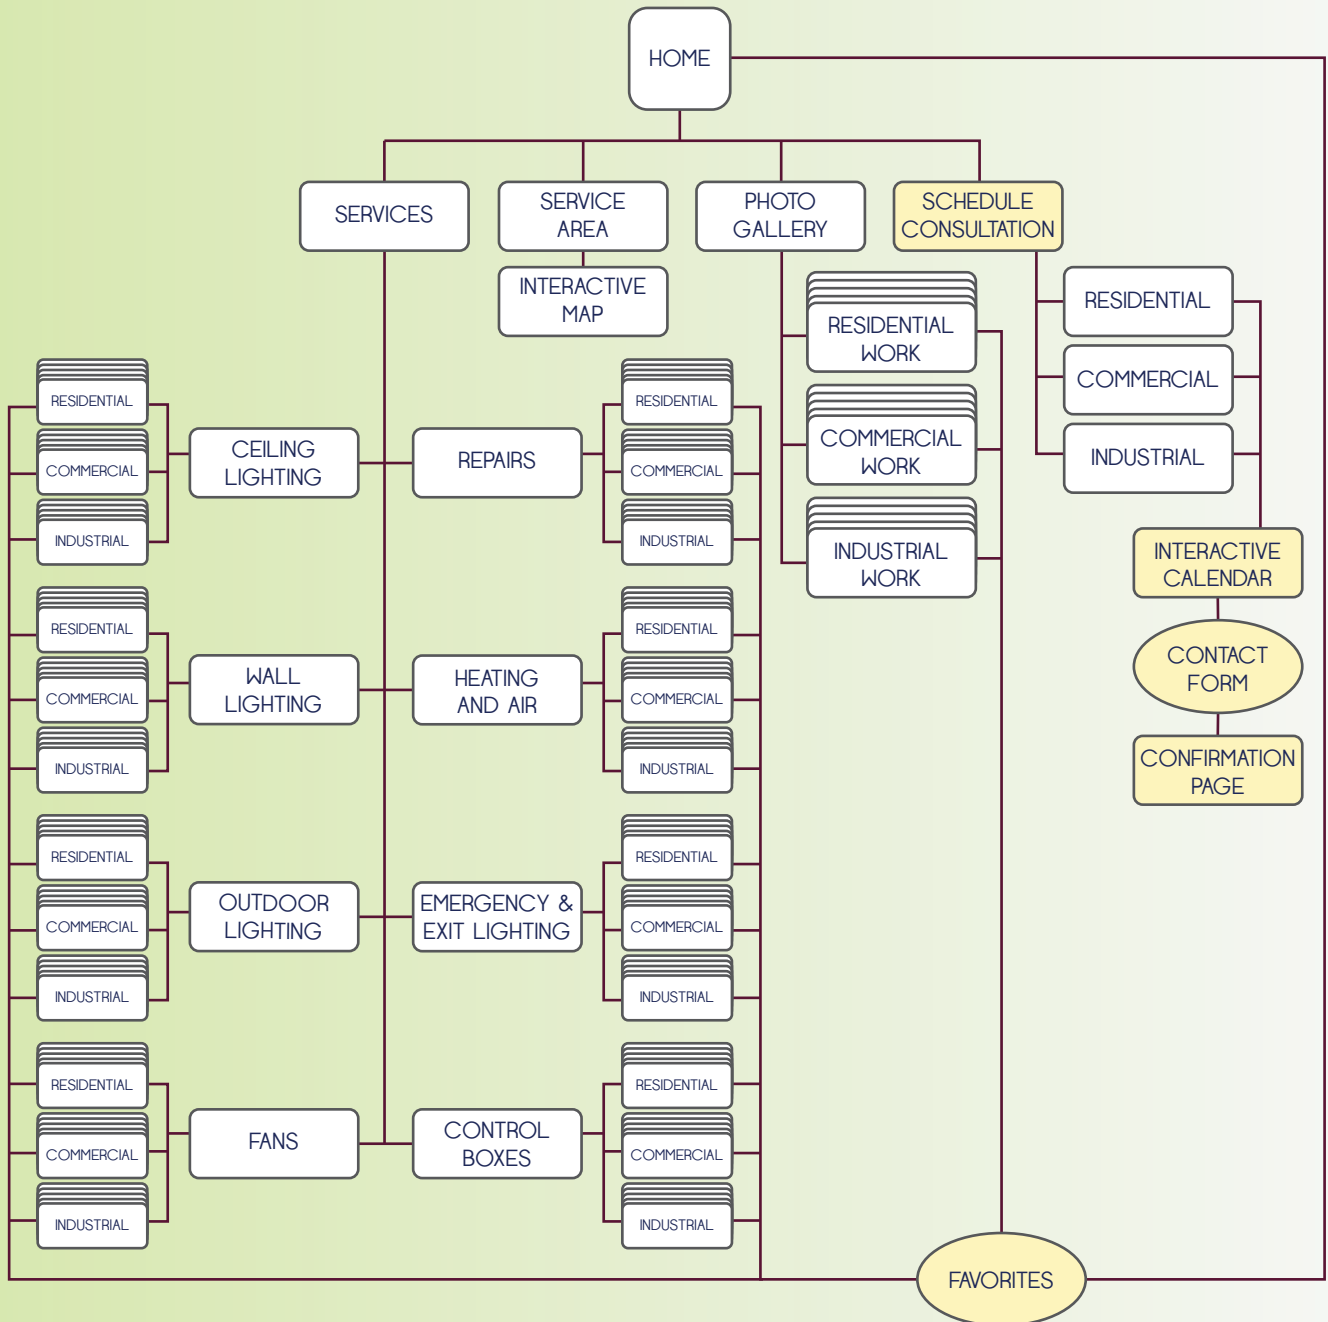 HOME
SERVICES
SERVICE
AREA
PHOTO
GALLERY
SCHEDULE
CONSULTATION
INTERACTIVE
MAP
RESIDENTIAL
WORK
COMMERCIAL
WORK
INDUSTRIAL
WORK
RESIDENTIAL
COMMERCIAL
INDUSTRIAL
INTERACTIVE
CALENDAR
CONTACT
FORM
CONFIRMATION
PAGE
RESIDENTIAL
COMMERCIAL
INDUSTRIAL
CEILING
LIGHTING
REPAIRS
RESIDENTIAL
COMMERCIAL
INDUSTRIAL
RESIDENTIAL
COMMERCIAL
INDUSTRIAL
WALL
LIGHTING
HEATING
AND AIR
RESIDENTIAL
COMMERCIAL
INDUSTRIAL
RESIDENTIAL
COMMERCIAL
INDUSTRIAL
OUTDOOR
LIGHTING
EMERGENCY &
EXIT LIGHTING
RESIDENTIAL
COMMERCIAL
INDUSTRIAL
RESIDENTIAL
COMMERCIAL
INDUSTRIAL
FANS
CONTROL
BOXES
RESIDENTIAL
COMMERCIAL
INDUSTRIAL
FAVORITES